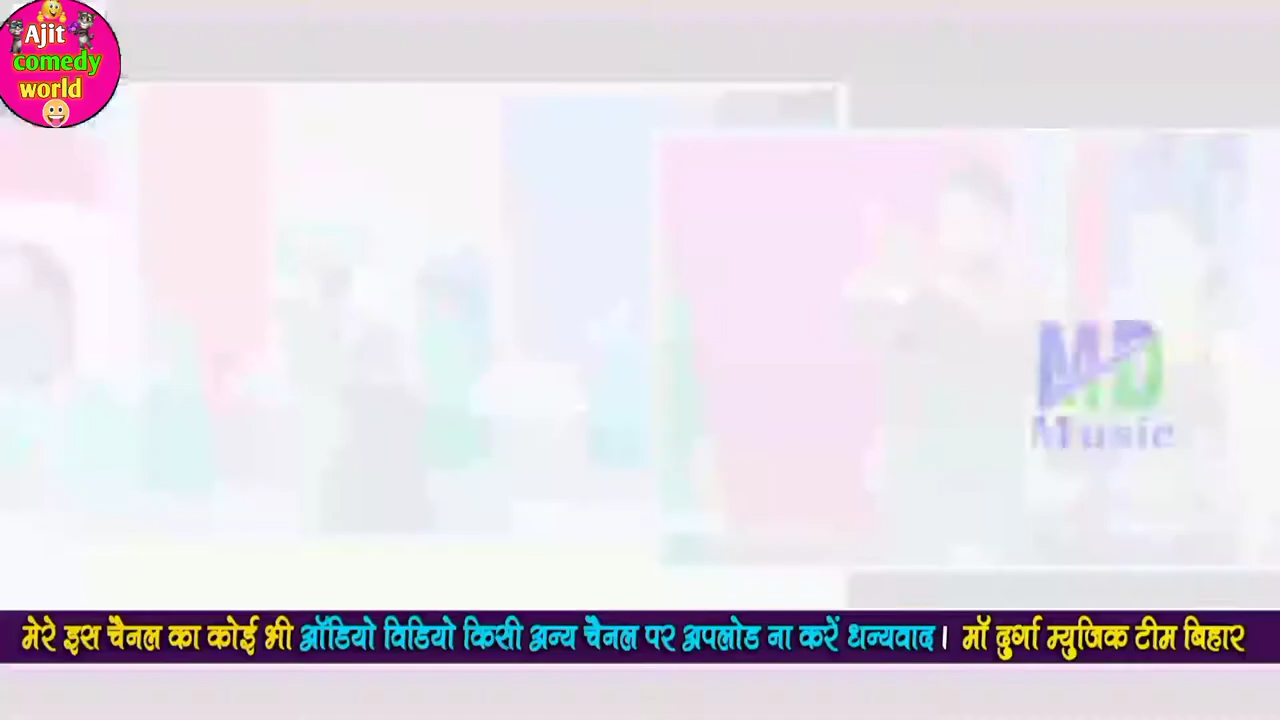 Ajit
comedy
world
MD
Music
मेरे इस चैनल का कोई भी ऑडियो विडियो किसी अन्य चैनल पर अपलोड ना करें धन्यवाद। माँ दुर्गा म्युजिक टीम बिहार